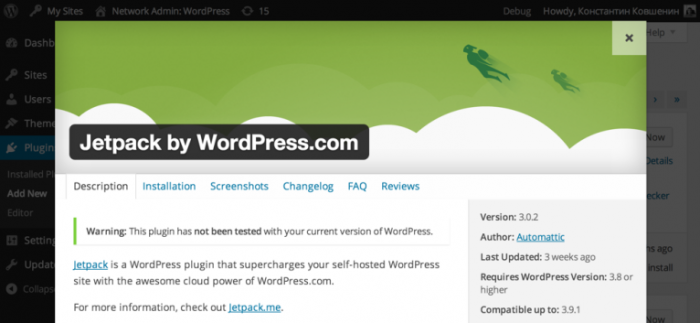 My Sites
Network Admin: WordPress
15
Debug
Howdy, Константин Ковшенин
Help
Dashb
Sites
Users
Theme
Plugin
Installed Pl
Add New
Editor
Setting
Update
Collaps
×
Jetpack by WordPress.com
Description Installation Screenshots Changelog FAQ Reviews
Warning: This plugin has not been tested with your current version of WordPress.
Jetpack is a WordPress plugin that supercharges your self-hosted WordPress
site with the awesome cloud power of WordPress.com.
For more information, check out Jetpack.me.
Version: 3.0.2
Author: Automattic
Last Updated: 3 weeks ago
Requires WordPress Version: 3.8 or
higher
Compatible up to: 3.9.1
Now
Details
ecker
Now
ns ago
install